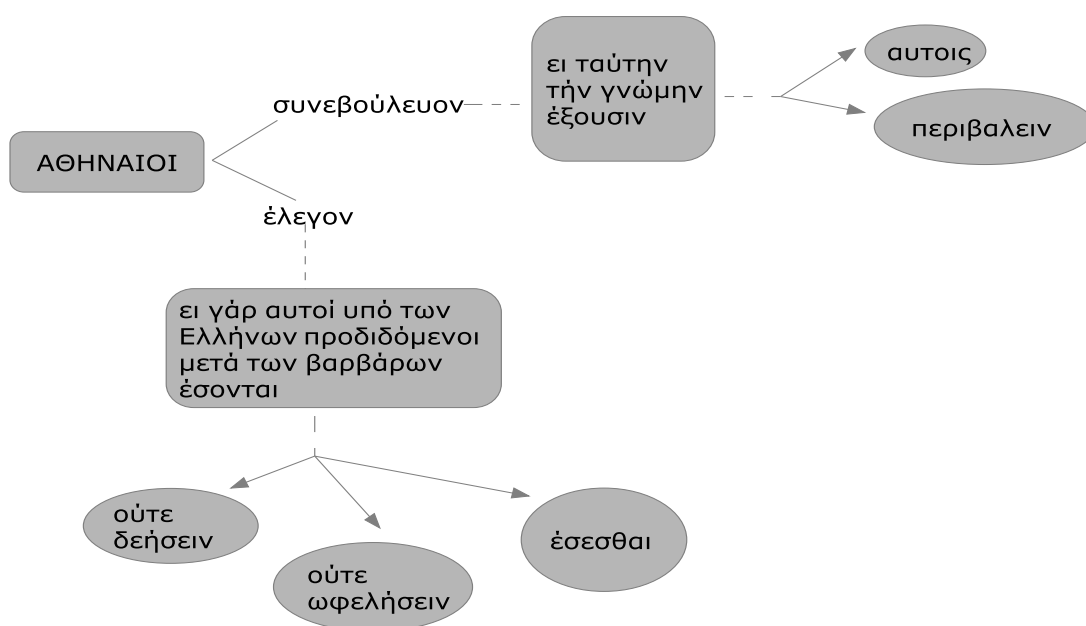 ΑΘΗΝΑΙΟΙ
συνεβούλευον
ει ταύτην
τήν γνώμην
έξουσιν
αυτοις
περιβαλειν
έλεγον
ει γάρ αυτοί υπό των
Ελλήνων προδιδόμενοι
μετά των βαρβάρων
έσονται
ούτε
δεήσειν
ούτε
ωφελήσειν
έσεσθαι